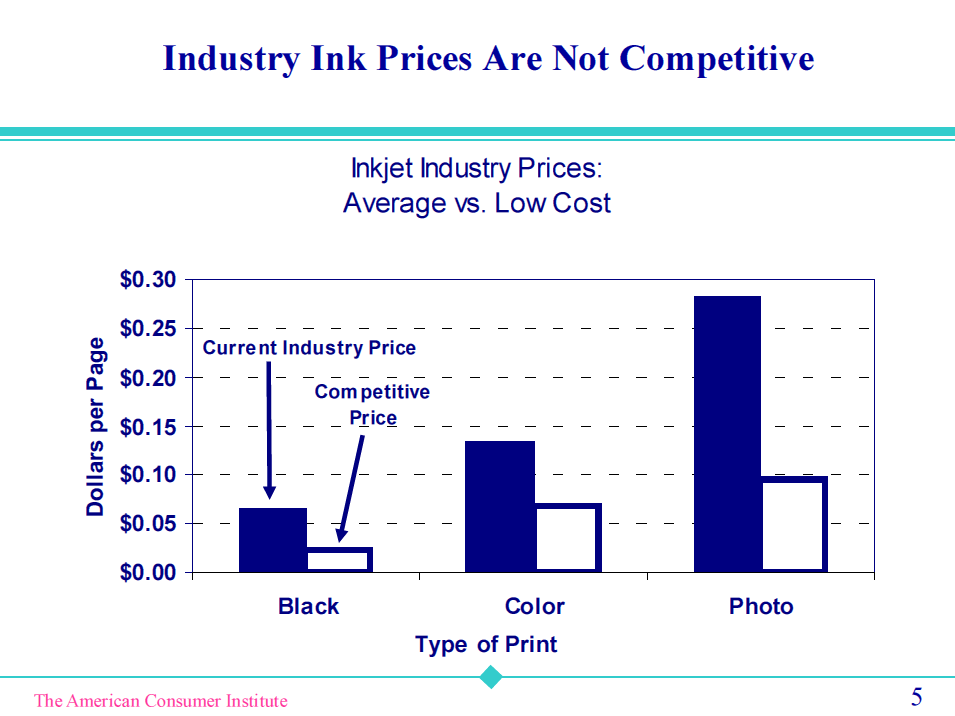 Industry Ink Prices Are Not Competitive
Inkjet Industry Prices:
Average vs. Low Cost
$0.30
$0.25
$0.20
$0.15
$0.10
$0.05
$0.00
Dollars per Page
Current Industry Price
Competitive
Price
Black
Color
Photo
Type of Print
The American Consumer Institute
5